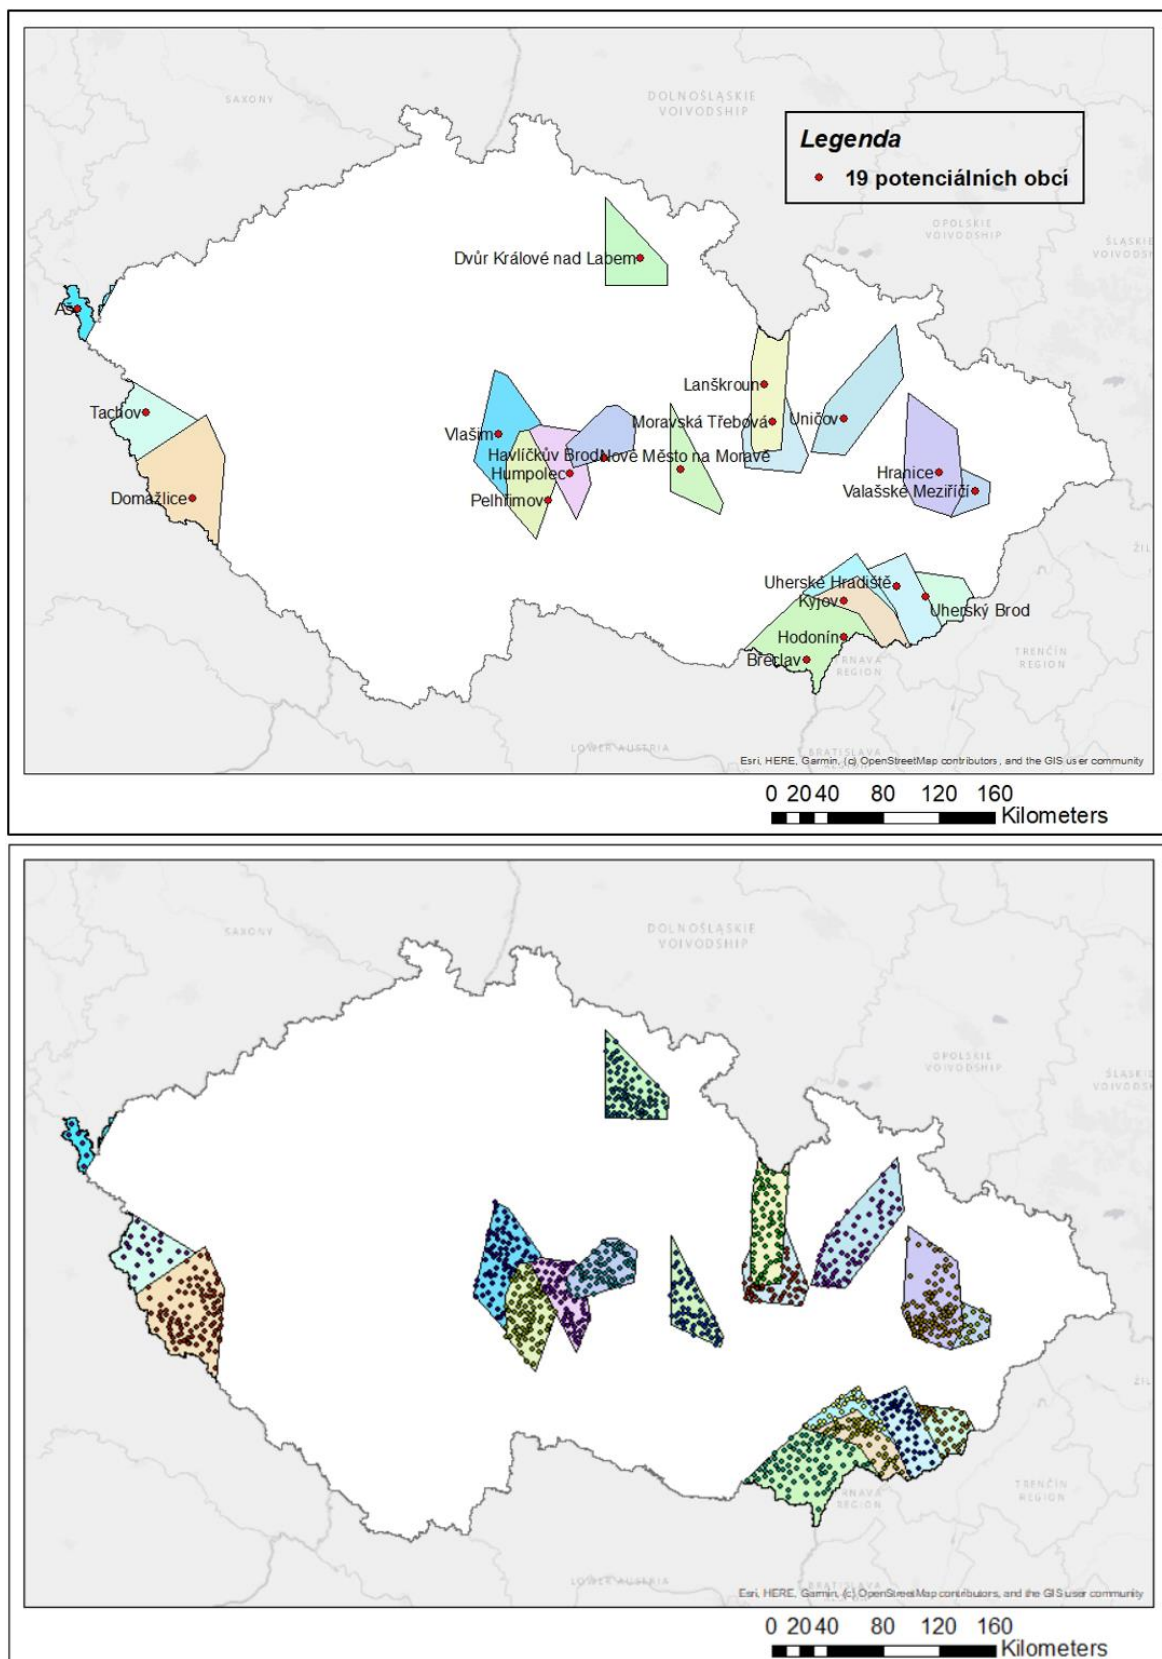 SAXONY
DOLNOŚLĄSKIE
VOIVODSHIP
Legenda
19 potenciálních obcí
OPOLSKIE
VOIVODSHIP
ŚLĄSKIE
Dvůr Králové nad Labem
Aš
Lanškroun
Tachov
Moravská Třebová
Uničov
Vlašim
Havlíčkův Brod
Nové Město na Moravě
Humpolec
Hranice
Domažlice
Pelhřimov
Valašské Meziříčí
Uherské Hradiště
Kyjov
Uherský Brod
Hodonín
Břeclav
TRENČÍN
REGION
REGION
LOWER AUSTRIA
BRATISLAVA
Esri, HERE, Garmin, (c) OpenStreetMap contributors, and the GIS user community
0 20 40 80 120 160
Kilometers
SAXONY
DOLNOŚLĄSKIE
VOIVODSHIP
OPOLSKIE
VOIVODSHIP
ŚLĄSKIE
TRENČÍN
REGION
REGION
LOWER AUSTRIA
BRATISLAVA
Esri, HERE, Garmin, (c) OpenStreetMap contributors, and the GIS user community
0 20 40 80 120 160
Kilometers